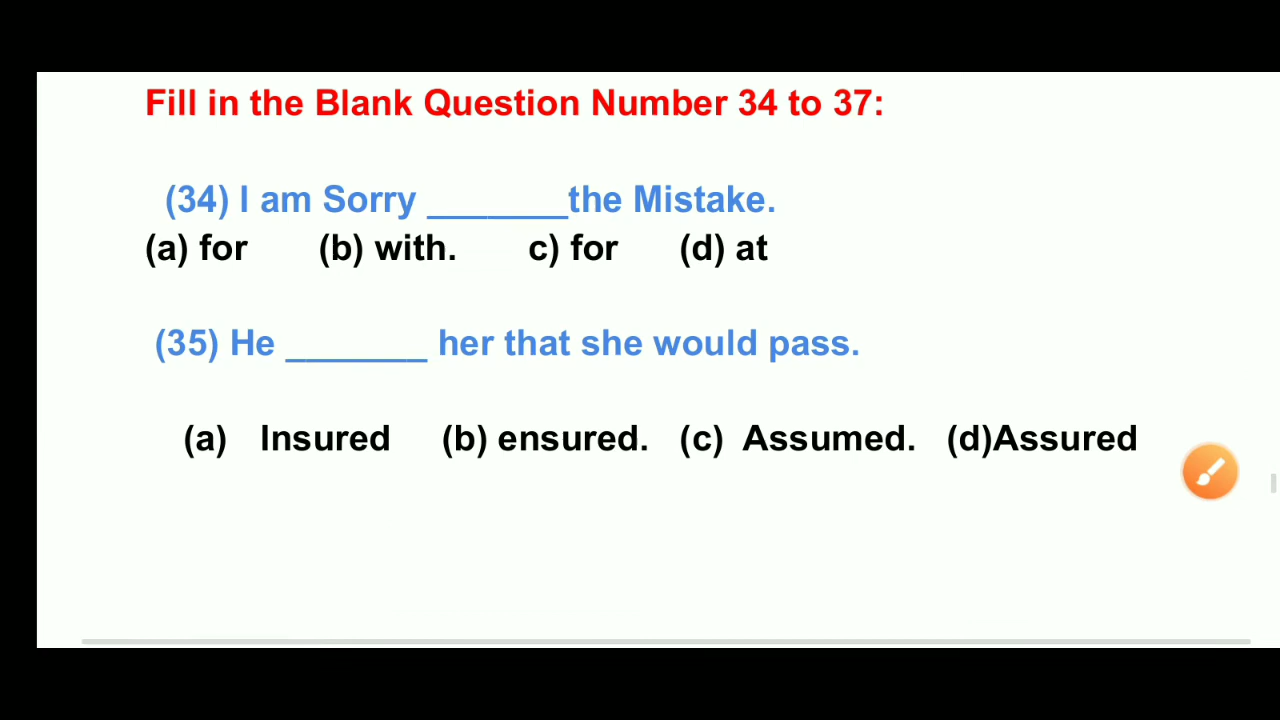 Fill in the Blank Question Number 34 to 37:
(34) I am Sorry _______the Mistake.
(a) for (b) with. c) for (d) at
(35) He _______ her that she would pass.
(a) Insured (b) ensured. (c) Assumed. (d)Assured